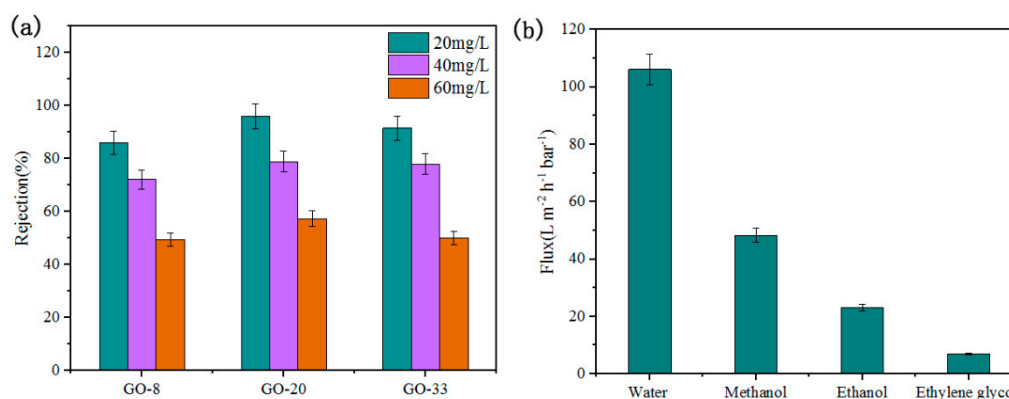 (a)
20mg/L
40mg/L
60mg/L
Rejection(%)
120
100
80
60
40
20
0
GO-8 GO-20 GO-33
(b)
Flux(L m⁻² h⁻¹ bar⁻¹)
120
100
80
60
40
20
0
Water Methanol Ethanol Ethylene glyco